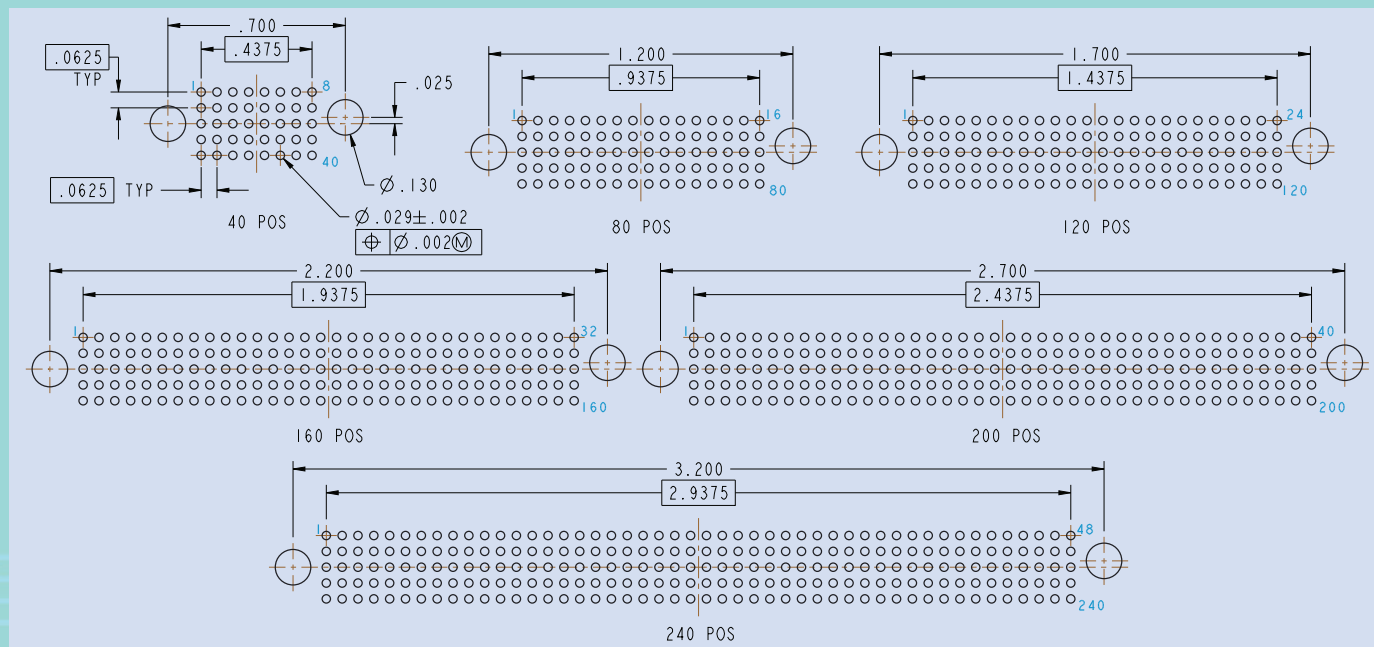 .700
.4375
.0625
TYP
1
8
.025
40
.0625 TYP
Ø.130
Ø.029±.002
⌖ Ø.002Ⓜ
40 POS
1.200
.9375
1
16
80
80 POS
1.700
1.4375
1
24
120
120 POS
2.200
1.9375
1
32
160
160 POS
2.700
2.4375
1
40
200
200 POS
3.200
2.9375
1
48
240
240 POS